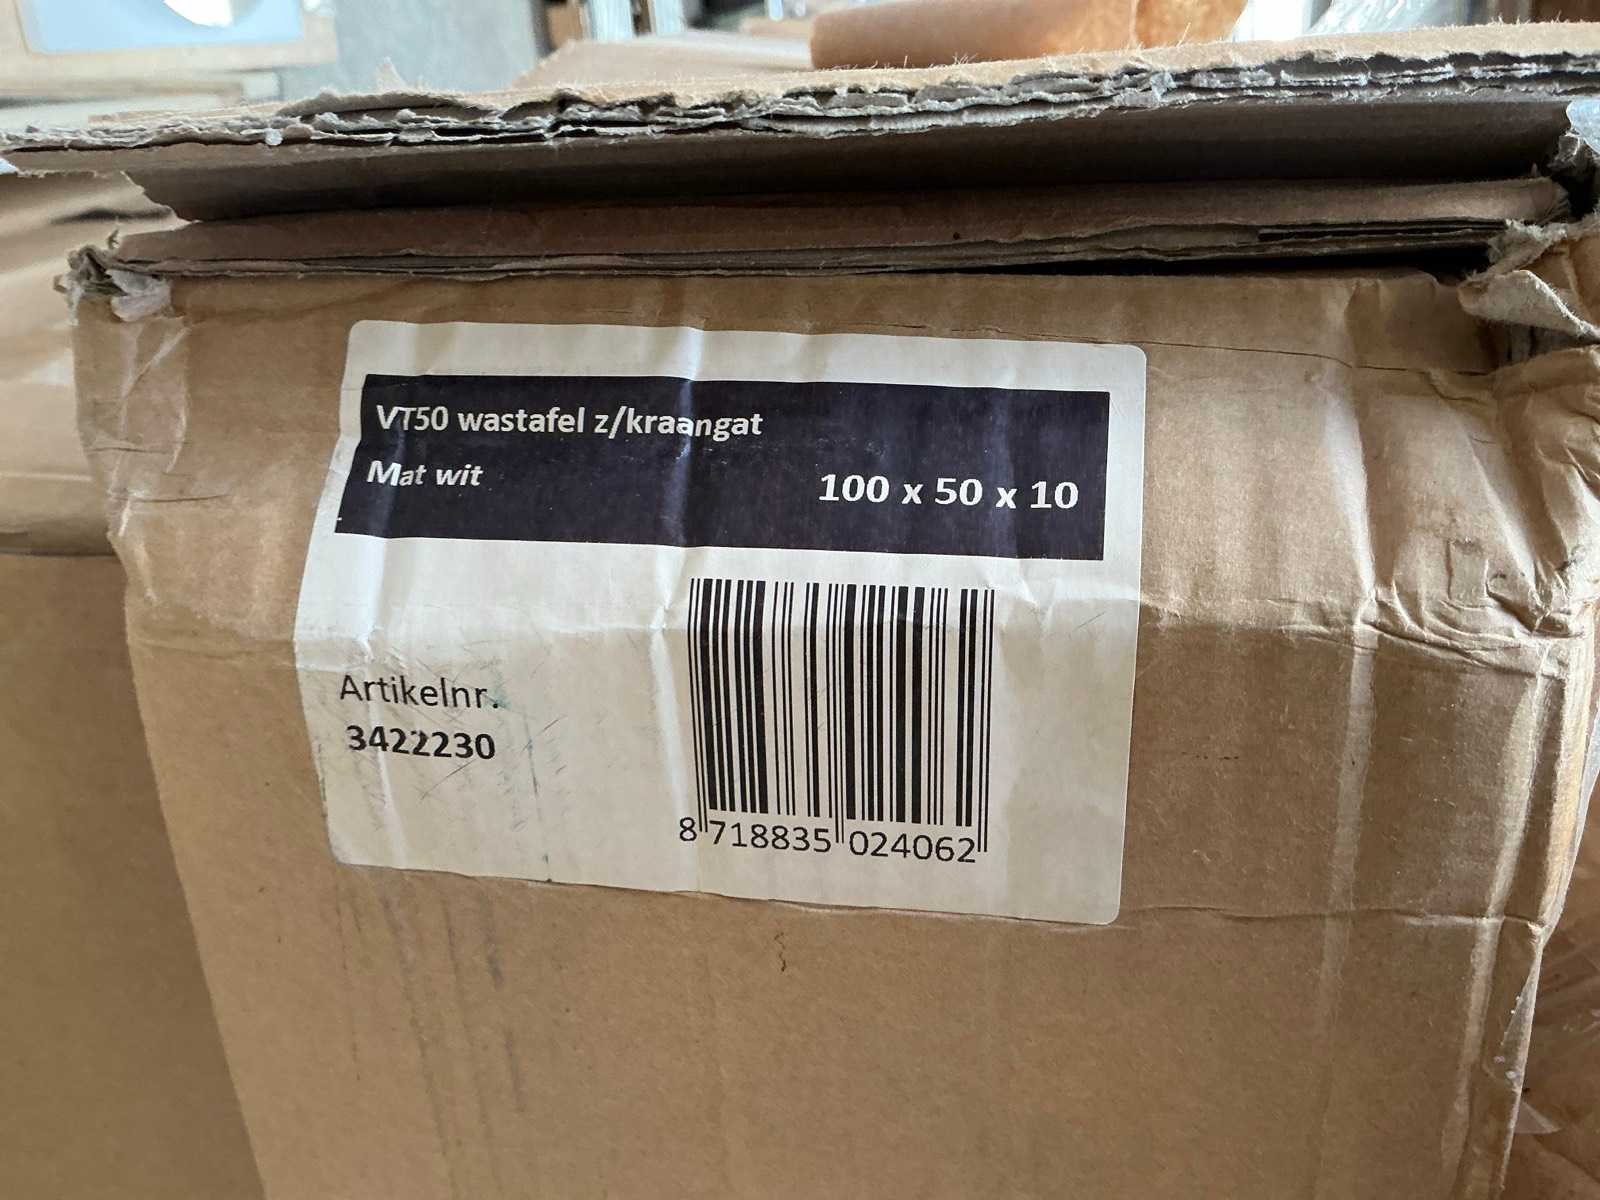 VT50 wastafel z/kraangat
Mat wit
100 x 50 x 10
Artikelnr.
3422230
8 718835 024062